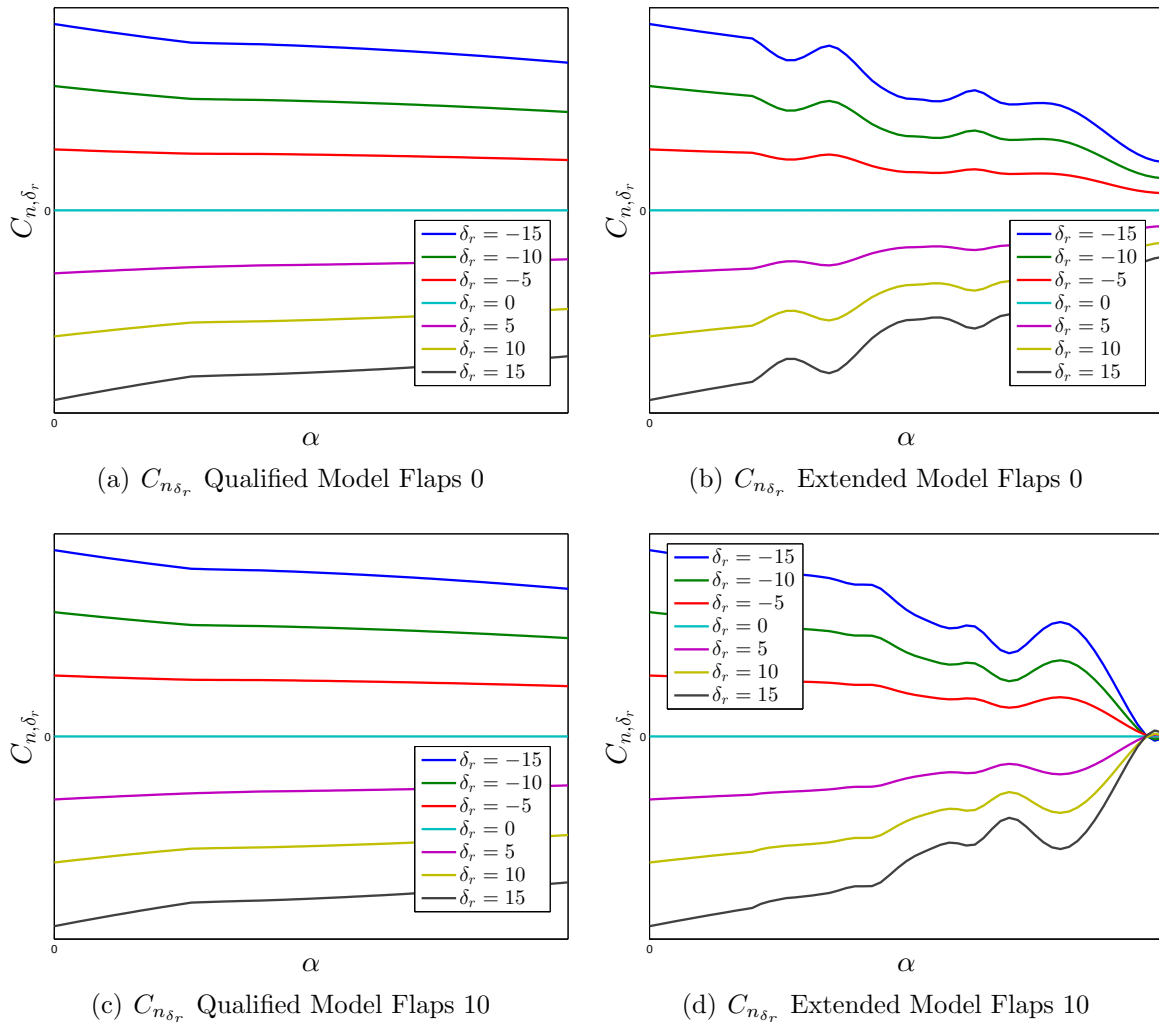 C_{n,δ_r}
0
δ_r = −15
δ_r = −10
δ_r = −5
δ_r = 0
δ_r = 5
δ_r = 10
δ_r = 15
0
α
(a) C_{n_{δ_r}} Qualified Model Flaps 0
C_{n,δ_r}
0
δ_r = −15
δ_r = −10
δ_r = −5
δ_r = 0
δ_r = 5
δ_r = 10
δ_r = 15
0
α
(b) C_{n_{δ_r}} Extended Model Flaps 0
C_{n,δ_r}
0
δ_r = −15
δ_r = −10
δ_r = −5
δ_r = 0
δ_r = 5
δ_r = 10
δ_r = 15
0
α
(c) C_{n_{δ_r}} Qualified Model Flaps 10
C_{n,δ_r}
0
δ_r = −15
δ_r = −10
δ_r = −5
δ_r = 0
δ_r = 5
δ_r = 10
δ_r = 15
0
α
(d) C_{n_{δ_r}} Extended Model Flaps 10